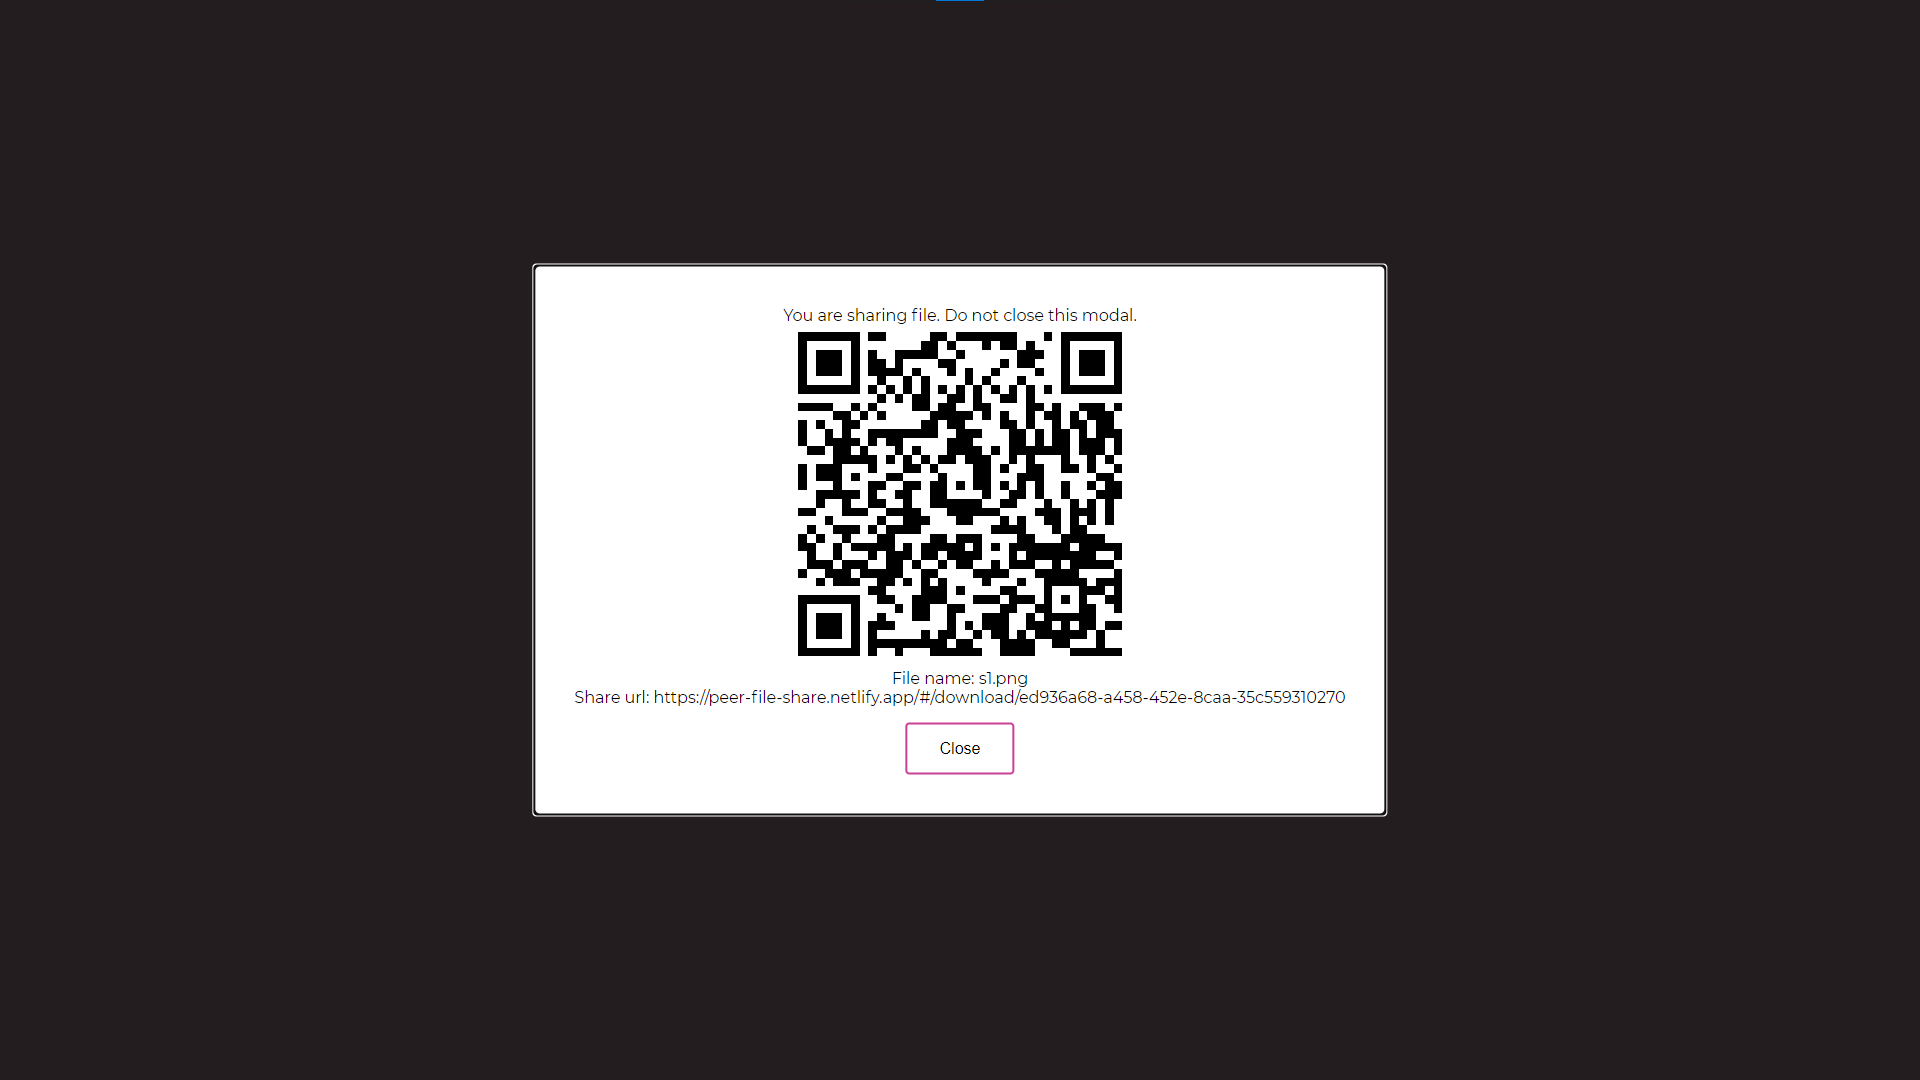 You are sharing file. Do not close this modal.
File name: s1.png
Share url: https://peer-file-share.netlify.app/#/download/ed936a68-a458-452e-8caa-35c559310270
Close